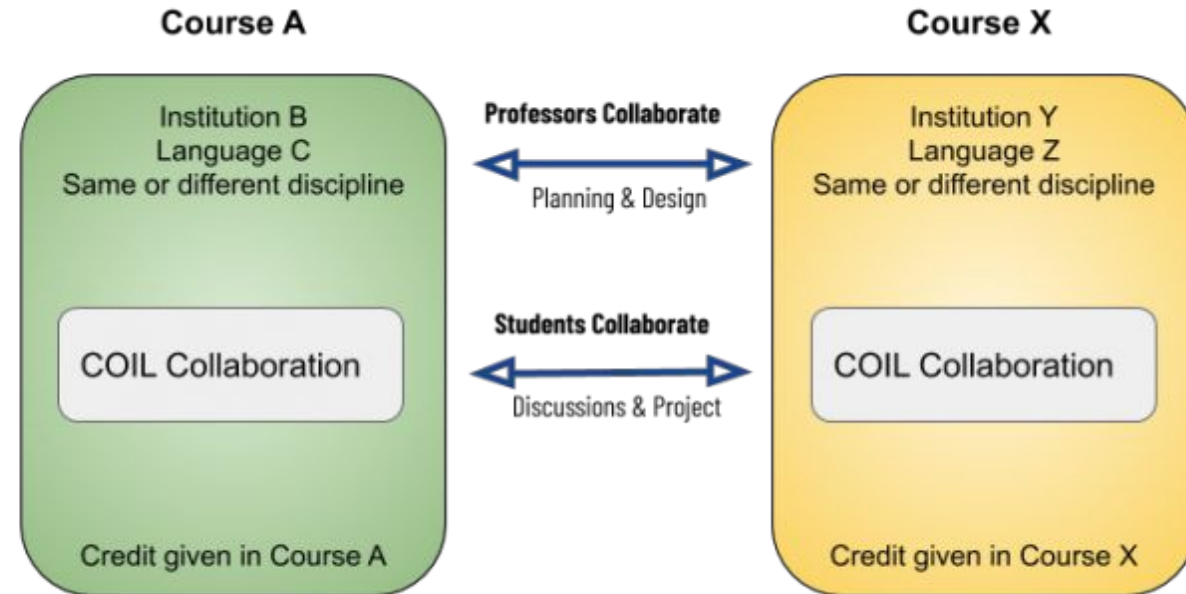 Course A
Institution B
Language C
Same or different discipline
COIL Collaboration
Credit given in Course A
Professors Collaborate
Planning & Design
Students Collaborate
Discussions & Project
Course X
Institution Y
Language Z
Same or different discipline
COIL Collaboration
Credit given in Course X